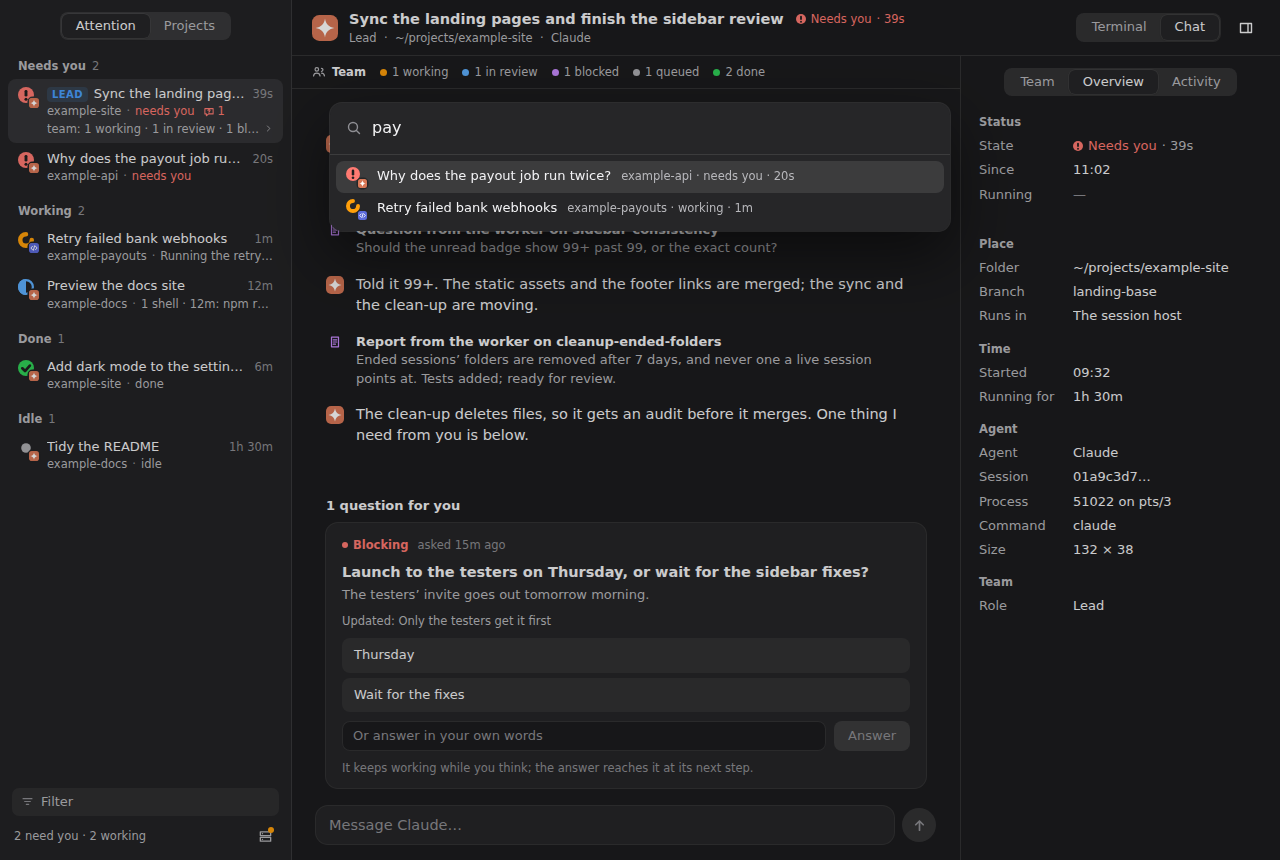 Attention
Projects
Needs you 2
LEAD Sync the landing pag... 39s
example-site · needs you 1
team: 1 working · 1 in review · 1 bl...
Why does the payout job ru... 20s
example-api · needs you
Working 2
Retry failed bank webhooks 1m
example-payouts · Running the retry...
Preview the docs site 12m
example-docs · 1 shell · 12m: npm r...
Done 1
Add dark mode to the settin... 6m
example-site · done
Idle 1
Tidy the README 1h 30m
example-docs · idle
Filter
2 need you · 2 working
Sync the landing pages and finish the sidebar review Needs you · 39s
Lead · ~/projects/example-site · Claude
Terminal
Chat
Team 1 working 1 in review 1 blocked 1 queued 2 done
pay
Why does the payout job run twice? example-api · needs you · 20s
Retry failed bank webhooks example-payouts · working · 1m
Question from the worker on sidebar-consistency
Should the unread badge show 99+ past 99, or the exact count?
Told it 99+. The static assets and the footer links are merged; the sync and
the clean-up are moving.
Report from the worker on cleanup-ended-folders
Ended sessions’ folders are removed after 7 days, and never one a live session
points at. Tests added; ready for review.
The clean-up deletes files, so it gets an audit before it merges. One thing I
need from you is below.
1 question for you
Blocking asked 15m ago
Launch to the testers on Thursday, or wait for the sidebar fixes?
The testers’ invite goes out tomorrow morning.
Updated: Only the testers get it first
Thursday
Wait for the fixes
Or answer in your own words
Answer
It keeps working while you think; the answer reaches it at its next step.
Message Claude...
Team
Overview
Activity
Status
State Needs you · 39s
Since 11:02
Running —
Place
Folder ~/projects/example-site
Branch landing-base
Runs in The session host
Time
Started 09:32
Running for 1h 30m
Agent
Agent Claude
Session 01a9c3d7...
Process 51022 on pts/3
Command claude
Size 132 × 38
Team
Role Lead